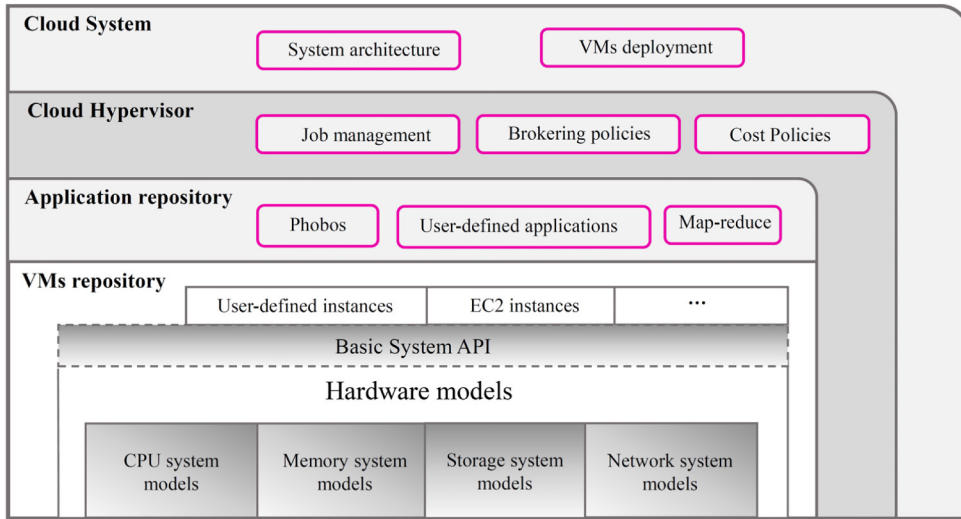 Cloud System
System architecture
VMs deployment
Cloud Hypervisor
Job management
Brokering policies
Cost Policies
Application repository
Phobos
User-defined applications
Map-reduce
VMs repository
User-defined instances
EC2 instances
...
Basic System API
Hardware models
CPU system
models
Memory system
models
Storage system
models
Network system
models